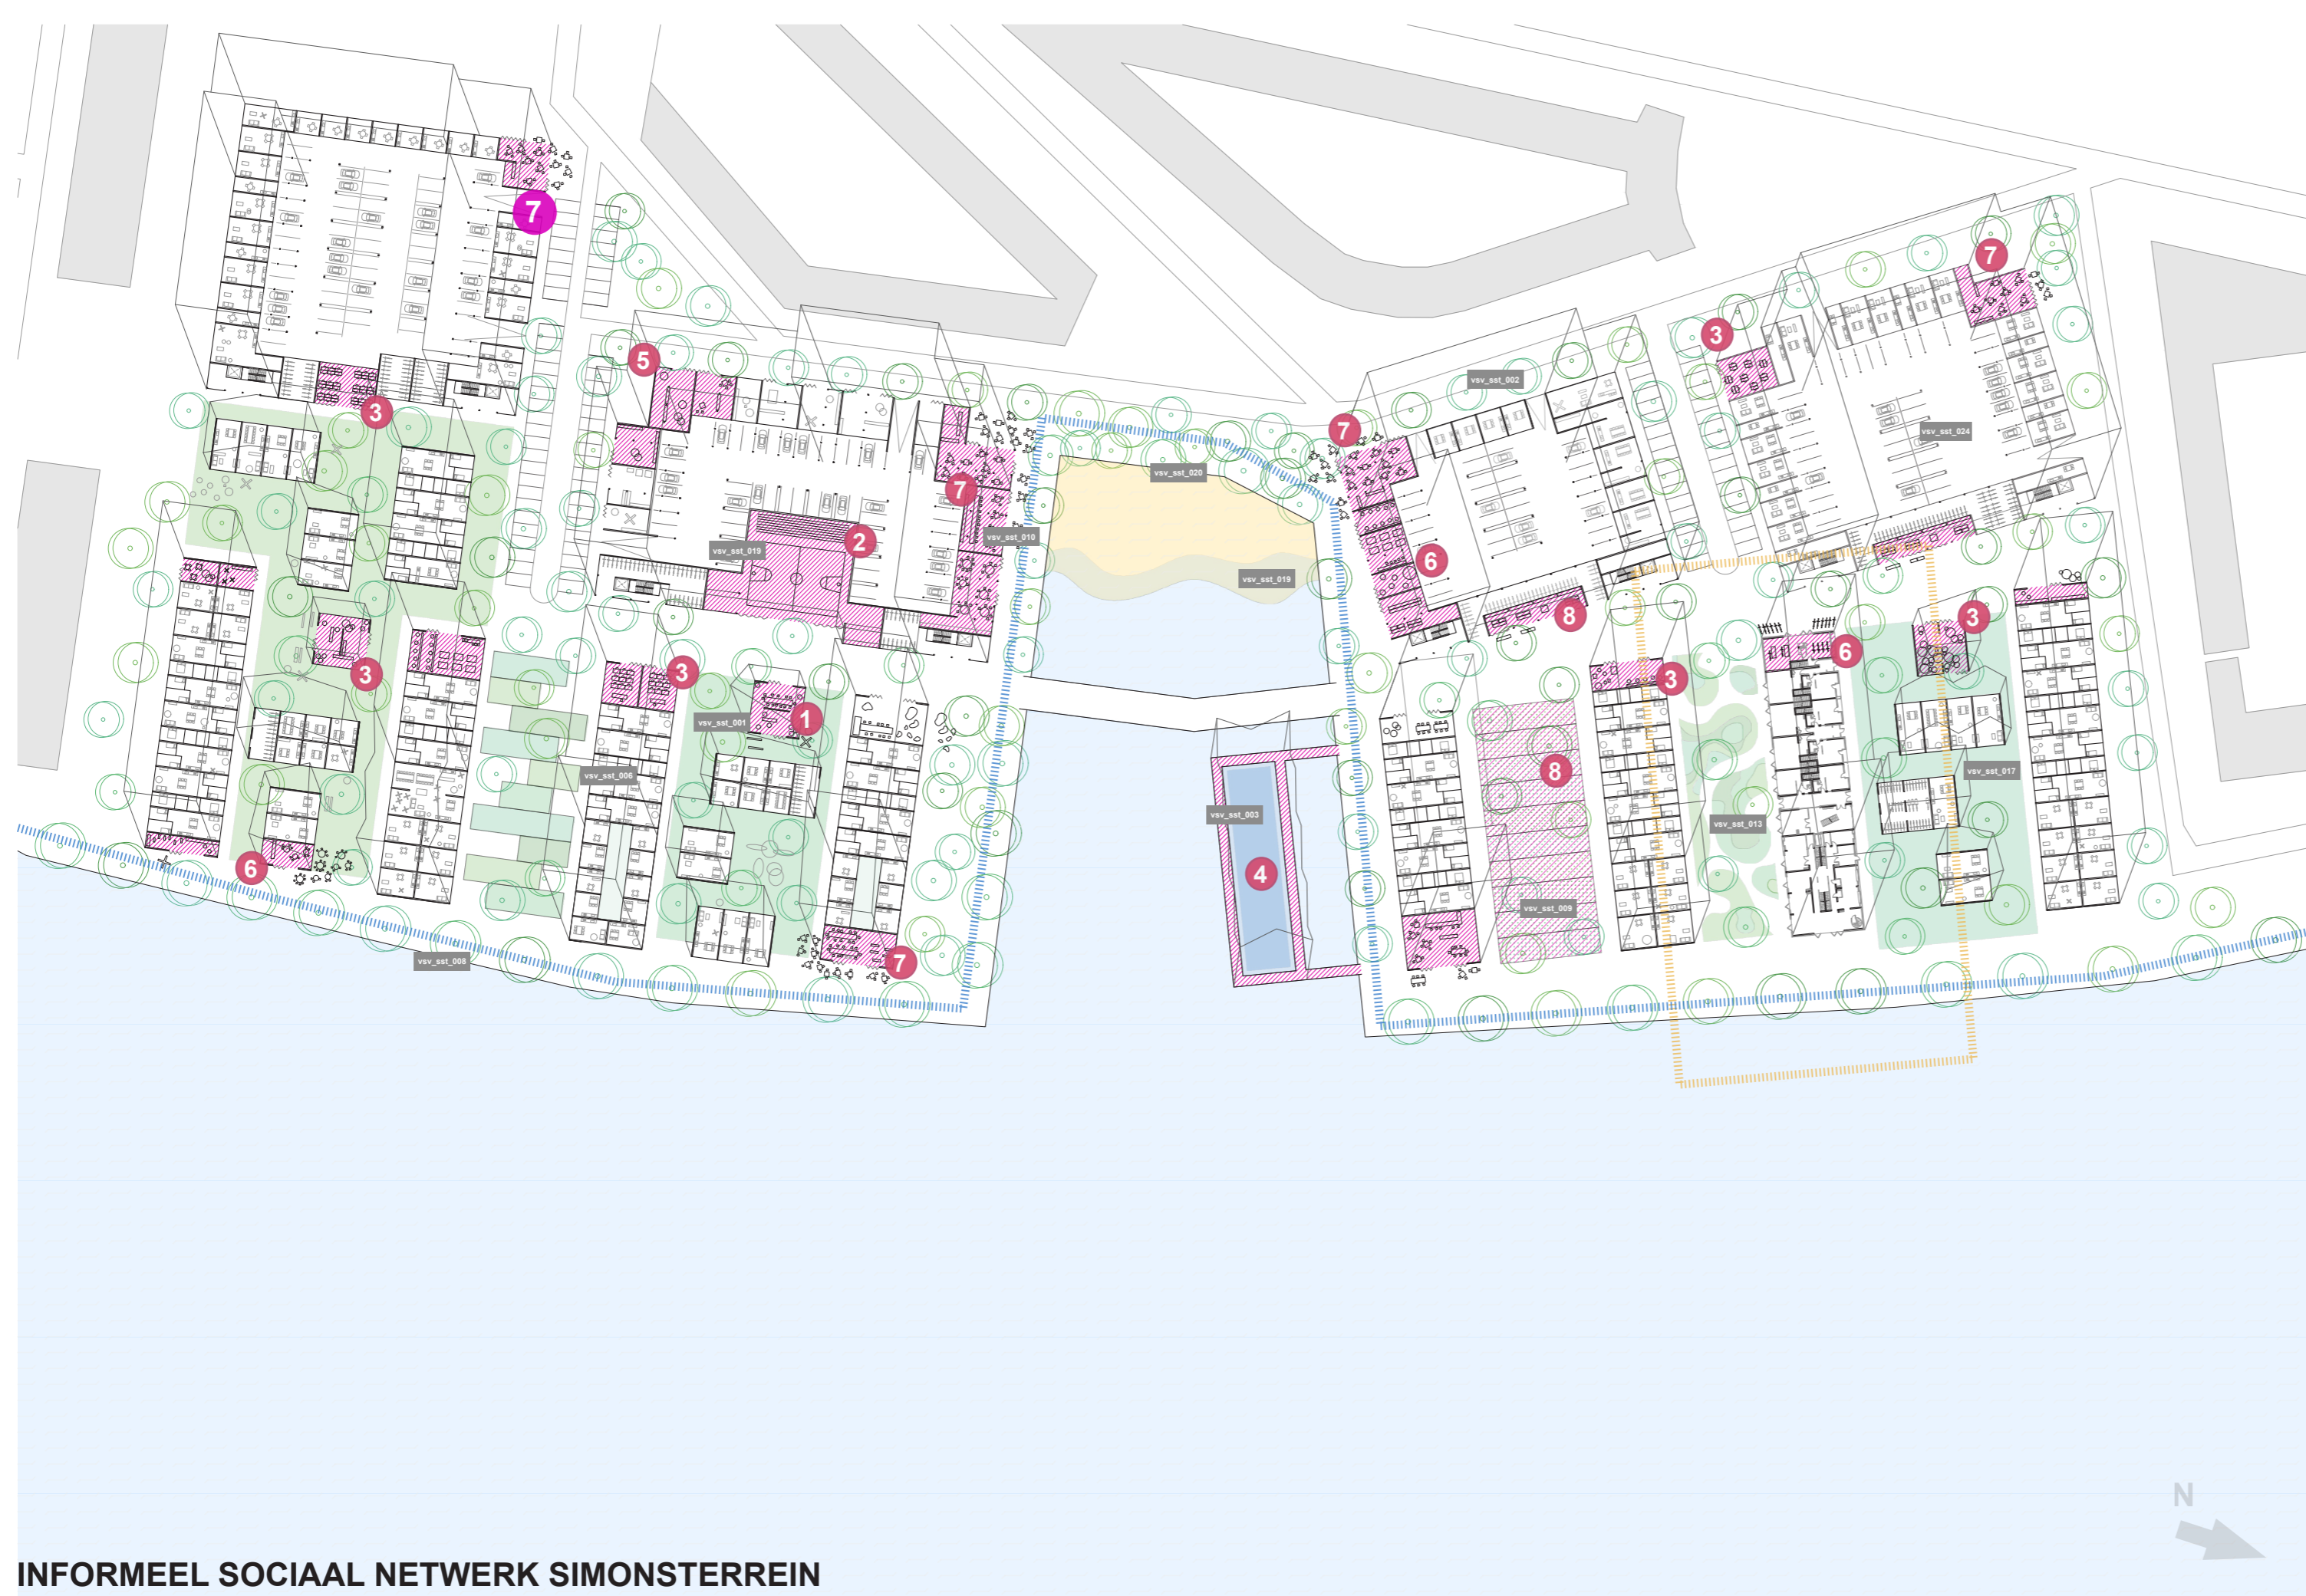 7
7
3
5
3
vsv_sst_002
7
vsv_sst_024
vsv_sst_020
7
2
vsv_sst_010
vsv_sst_019
6
vsv_sst_019
8
3
3
3
6
3
1
vsv_sst_001
vsv_sst_006
8
vsv_sst_017
vsv_sst_003
vsv_sst_013
6
4
vsv_sst_009
vsv_sst_008
7
N
INFORMEEL SOCIAAL NETWERK SIMONSTERREIN